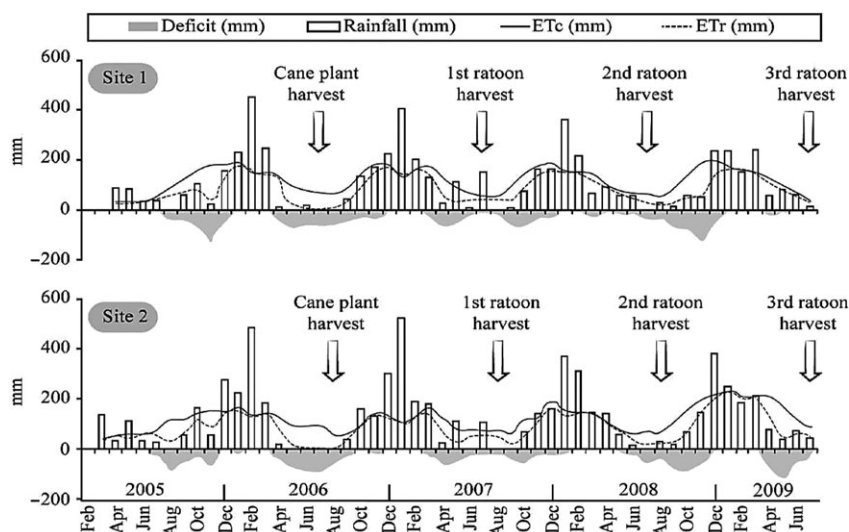 Deficit (mm) Rainfall (mm) ETc (mm) ETr (mm)
600
400
200
0
−200
mm
Site 1
Cane plant
harvest
1st ratoon
harvest
2nd ratoon
harvest
3rd ratoon
harvest
600
400
200
0
−200
mm
Site 2
Cane plant
harvest
1st ratoon
harvest
2nd ratoon
harvest
3rd ratoon
harvest
2005 2006 2007 2008 2009
Feb Apr Jun Aug Oct Dec Feb Apr Jun Aug Oct Dec Feb Apr Jun Aug Oct Dec Feb Apr Jun Aug Oct Dec Feb Apr Jun